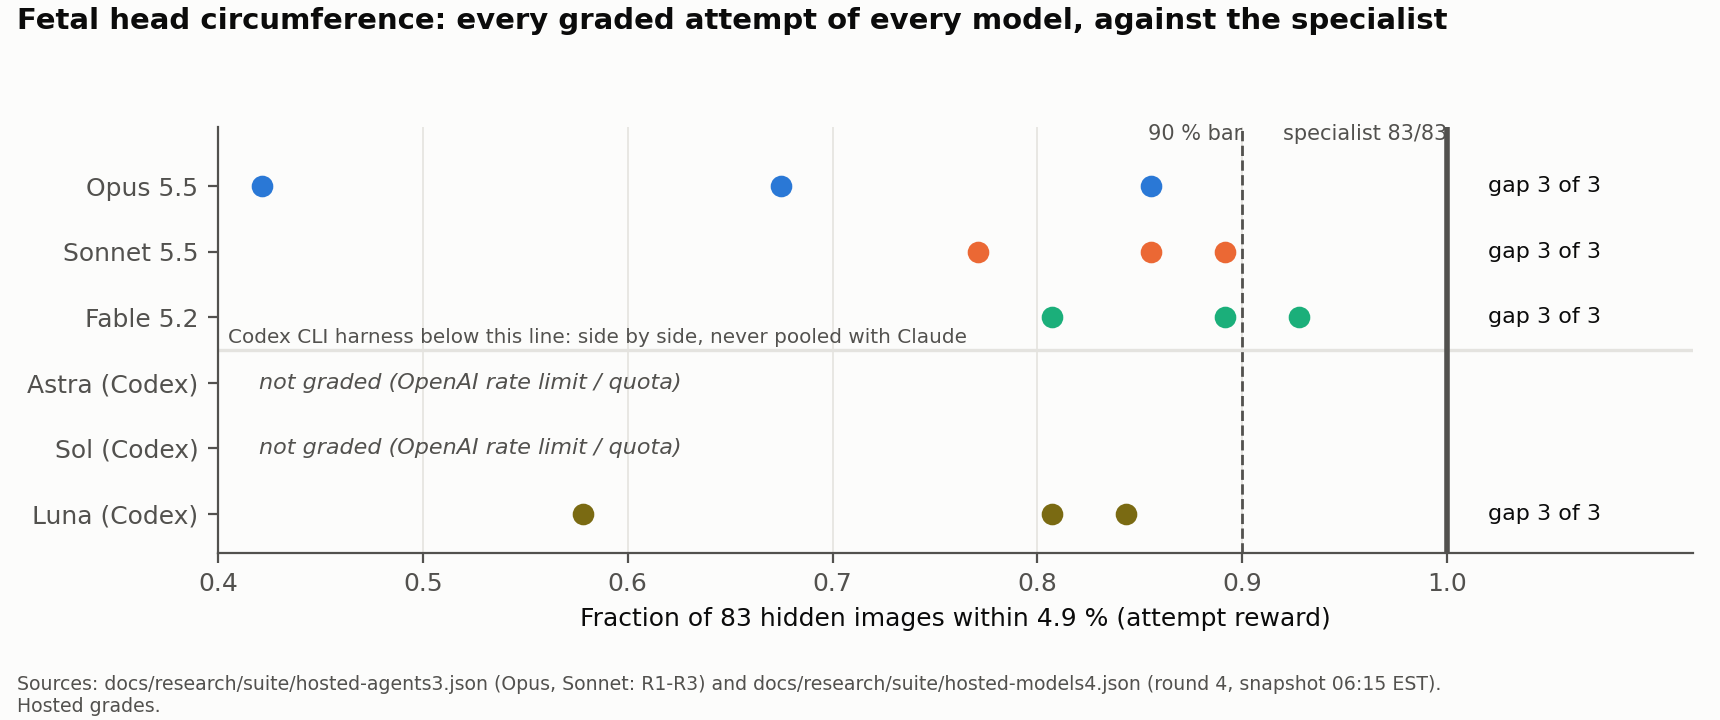 Fetal head circumference: every graded attempt of every model, against the specialist
90 % bar
specialist 83/83
Opus 5.5
gap 3 of 3
Sonnet 5.5
gap 3 of 3
Fable 5.2
gap 3 of 3
Codex CLI harness below this line: side by side, never pooled with Claude
Astra (Codex)
not graded (OpenAI rate limit / quota)
Sol (Codex)
not graded (OpenAI rate limit / quota)
Luna (Codex)
gap 3 of 3
0.4
0.5
0.6
0.7
0.8
0.9
1.0
Fraction of 83 hidden images within 4.9 % (attempt reward)
Sources: docs/research/suite/hosted-agents3.json (Opus, Sonnet: R1-R3) and docs/research/suite/hosted-models4.json (round 4, snapshot 06:15 EST).
Hosted grades.